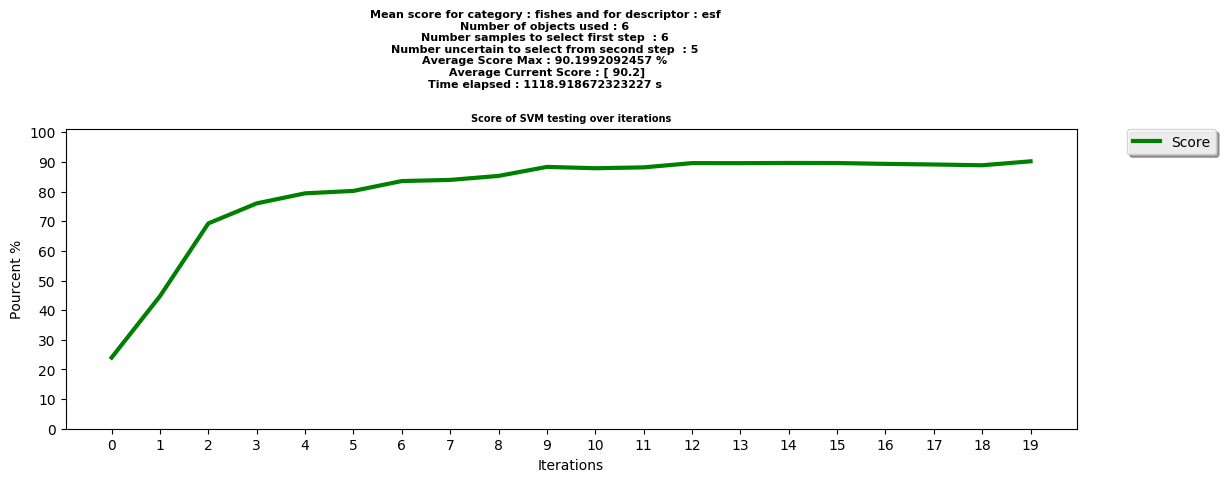 Mean score for category : fishes and for descriptor : esf
Number of objects used : 6
Number samples to select first step  : 6
Number uncertain to select from second step  : 5
Average Score Max : 90.1992092457 %
Average Current Score : [ 90.2]
Time elapsed : 1118.918672323227 s
Score of SVM testing over iterations
Score
100
90
80
70
60
50
40
30
20
10
0
Pourcent %
0 1 2 3 4 5 6 7 8 9 10 11 12 13 14 15 16 17 18 19
Iterations